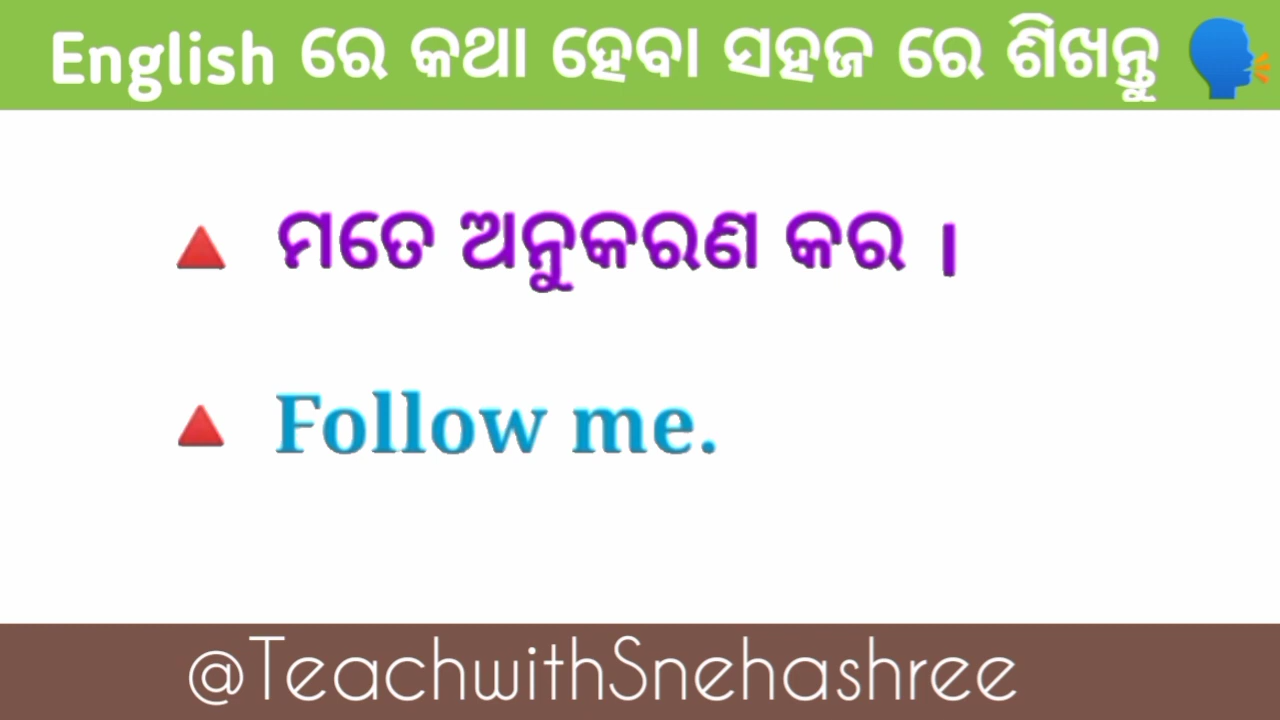 English ରେ କଥା ହେବା ସହଜ ରେ ଶିଖନ୍ତୁ
ମତେ ଅନୁକରଣ କର ।
Follow me.
@TeachwithSnehashree